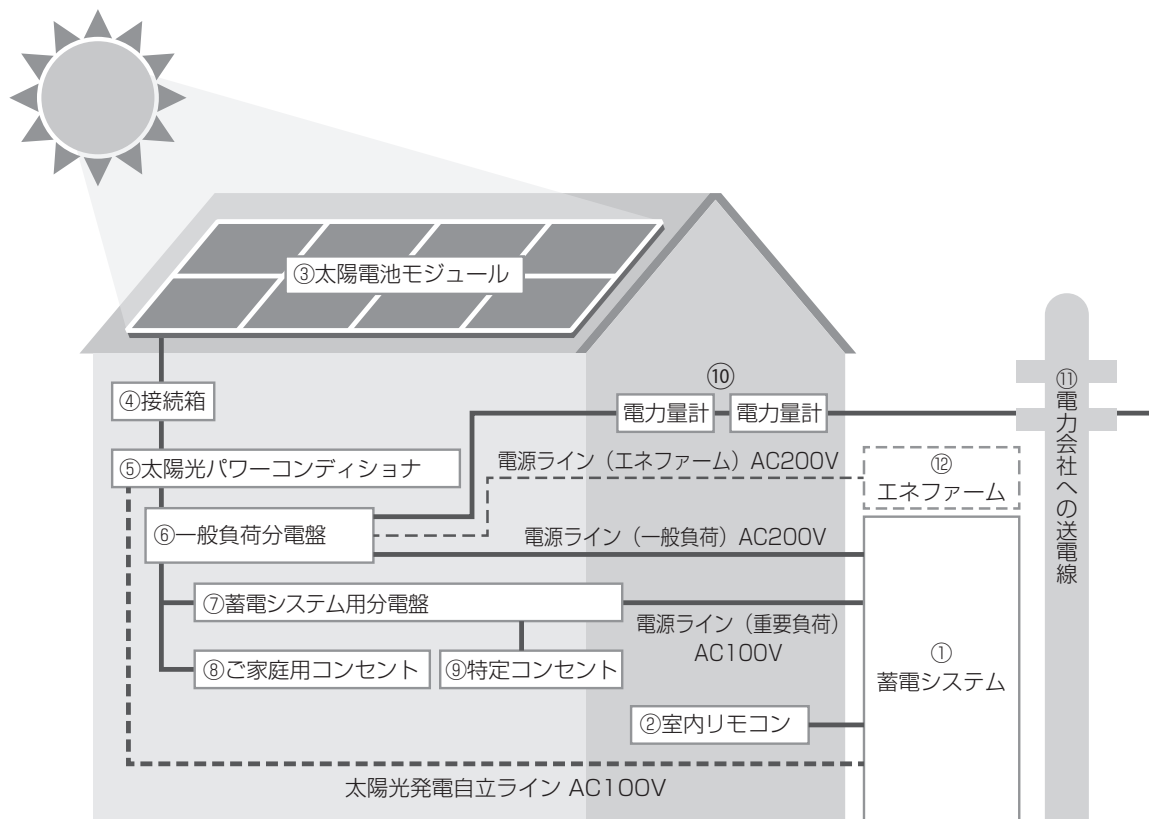 ③太陽電池モジュール
④接続箱
⑩
電力量計
電力量計
⑪電力会社への送電線
⑤太陽光パワーコンディショナ
電源ライン（エネファーム）AC200V
⑫
エネファーム
⑥一般負荷分電盤
電源ライン（一般負荷）AC200V
⑦蓄電システム用分電盤
電源ライン（重要負荷）
AC100V
⑧ご家庭用コンセント
⑨特定コンセント
①
蓄電システム
②室内リモコン
太陽光発電自立ライン AC100V